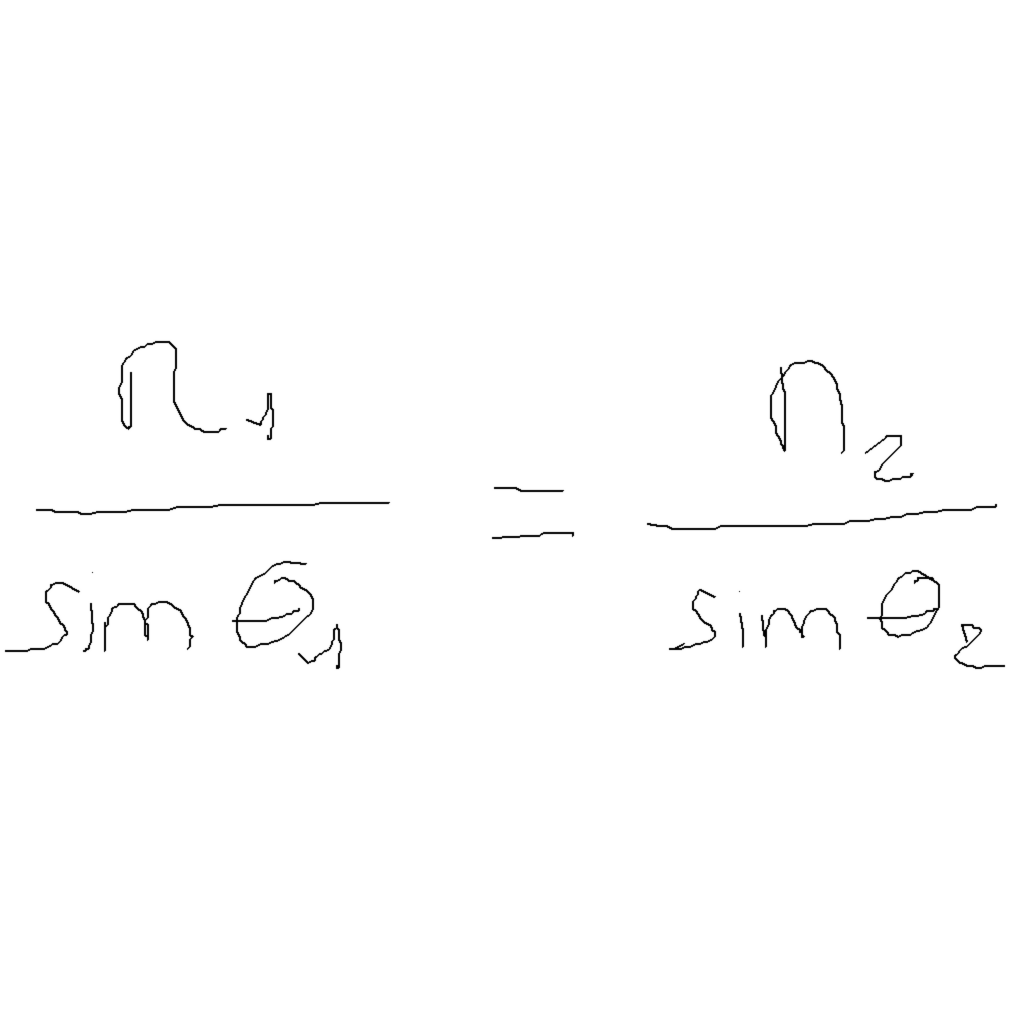 n₁ / sin θ₁ = n₂ / sin θ₂